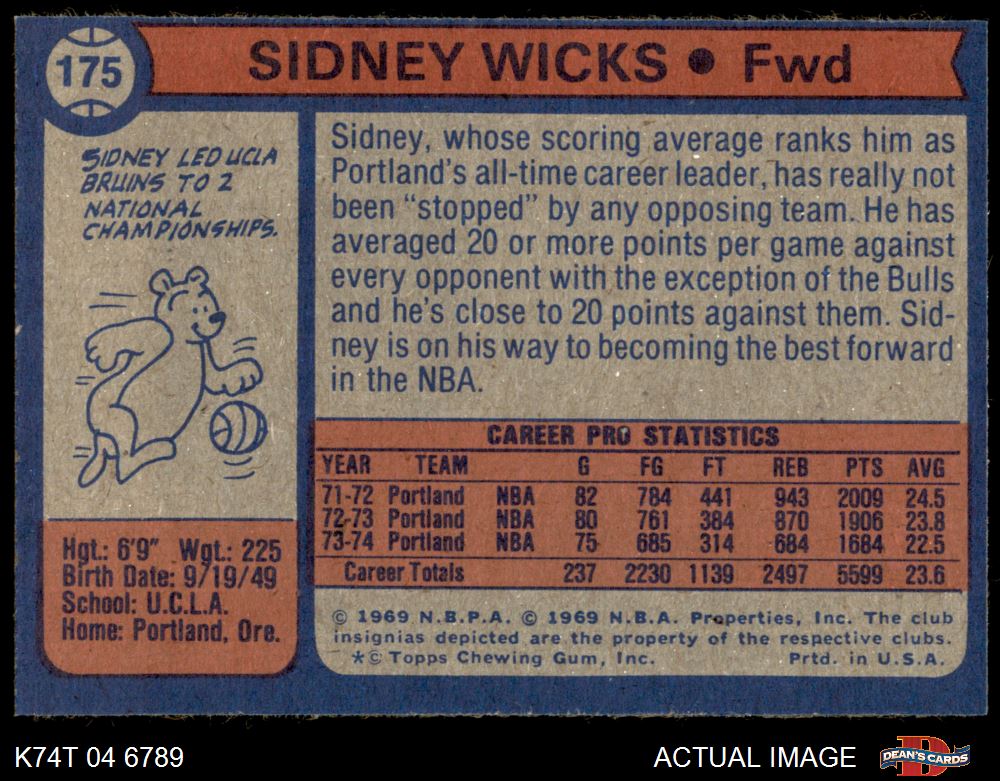 175
SIDNEY WICKS • Fwd
SIDNEY LED UCLA
BRUINS TO 2
NATIONAL
CHAMPIONSHIPS.
Hgt.: 6'9" Wgt.: 225
Birth Date: 9/19/49
School: U.C.L.A.
Home: Portland, Ore.
Sidney, whose scoring average ranks him as
Portland's all-time career leader, has really not
been "stopped" by any opposing team. He has
averaged 20 or more points per game against
every opponent with the exception of the Bulls
and he's close to 20 points against them. Sid-
ney is on his way to becoming the best forward
in the NBA.
CAREER PRO STATISTICS
YEAR TEAM G FG FT REB PTS AVG
71-72 Portland NBA 82 784 441 943 2009 24.5
72-73 Portland NBA 80 761 384 870 1906 23.8
73-74 Portland NBA 75 685 314 684 1684 22.5
Career Totals 237 2230 1139 2497 5599 23.6
© 1969 N.B.P.A. © 1969 N.B.A. Properties, Inc. The club
insignias depicted are the property of the respective clubs.
*© Topps Chewing Gum, Inc. Prtd. in U.S.A.
K74T 04 6789
ACTUAL IMAGE
DEAN'S CARDS